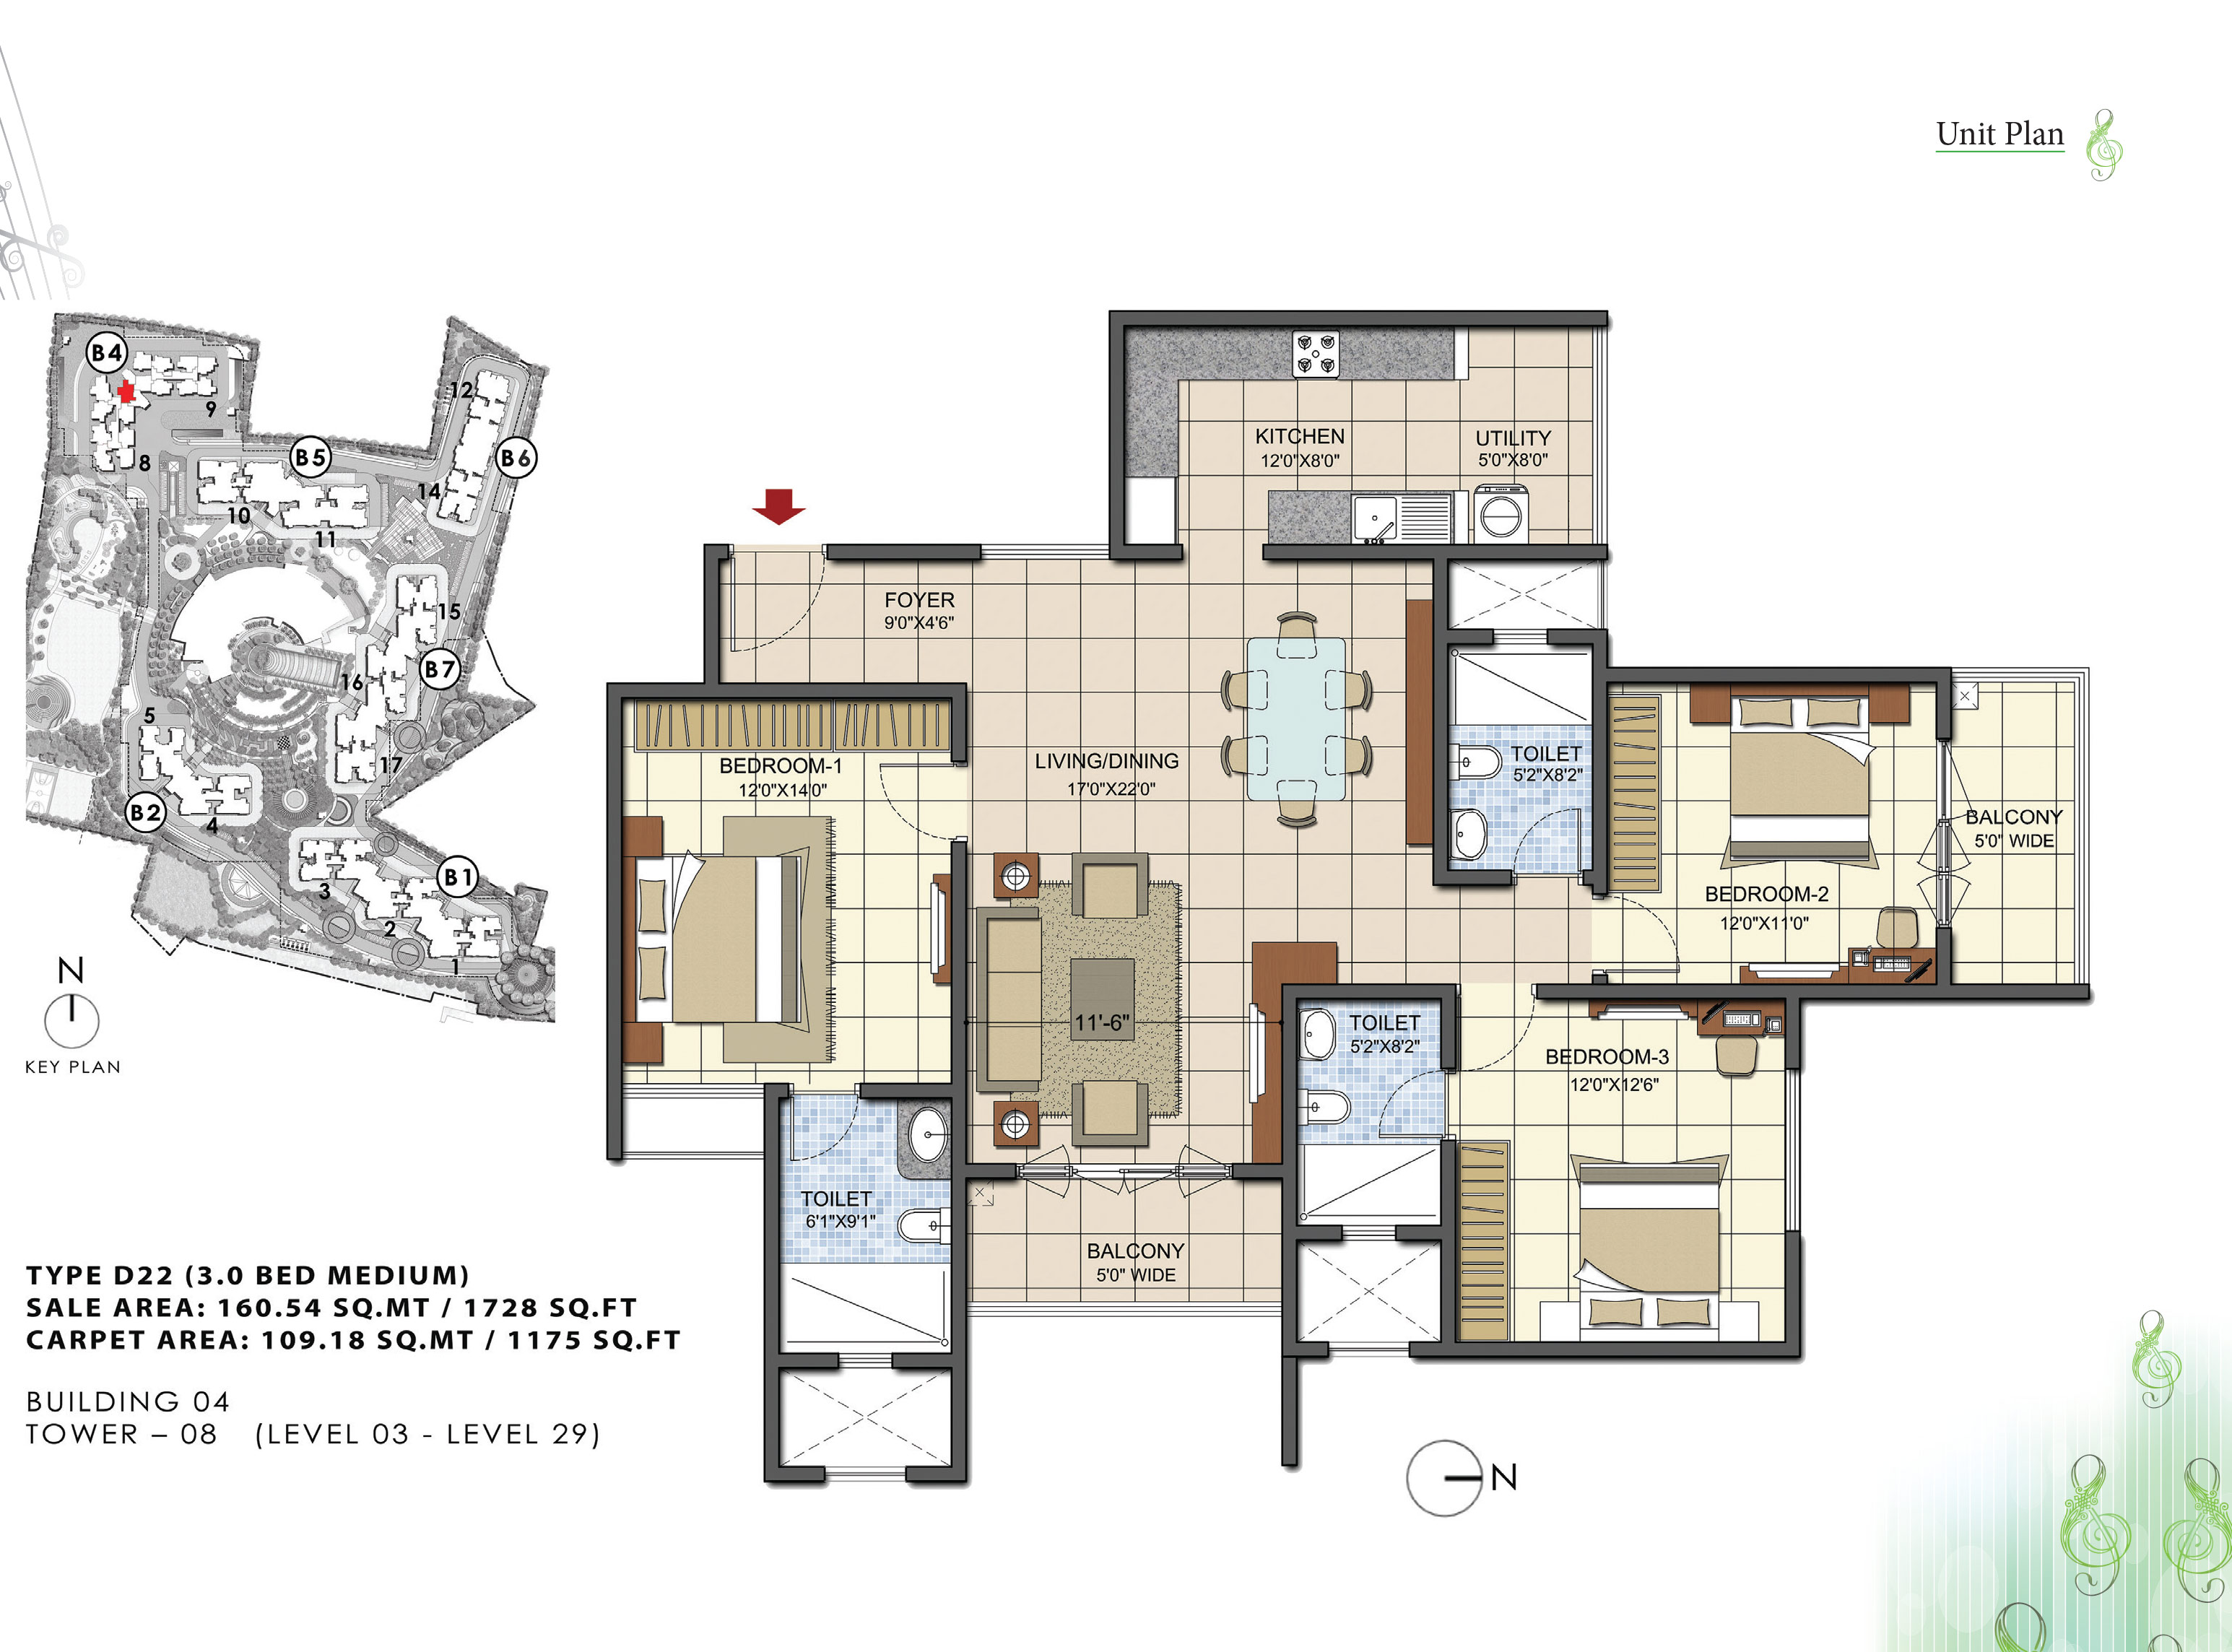 Unit Plan
B4
9
8
12
B5
B6
14
10
11
15
B7
16
5
17
B2
4
3
B1
2
1
N
KEY PLAN
KITCHEN
12'0"X8'0"
UTILITY
5'0"X8'0"
FOYER
9'0"X4'6"
LIVING/DINING
17'0"X22'0"
BEDROOM-1
12'0"X14'0"
TOILET
5'2"X8'2"
BALCONY
5'0" WIDE
BEDROOM-2
12'0"X11'0"
11'-6"
TOILET
5'2"X8'2"
BEDROOM-3
12'0"X12'6"
TOILET
6'1"X9'1"
BALCONY
5'0" WIDE
TYPE D22 (3.0 BED MEDIUM)
SALE AREA: 160.54 SQ.MT / 1728 SQ.FT
CARPET AREA: 109.18 SQ.MT / 1175 SQ.FT
BUILDING 04
TOWER – 08 (LEVEL 03 - LEVEL 29)
N